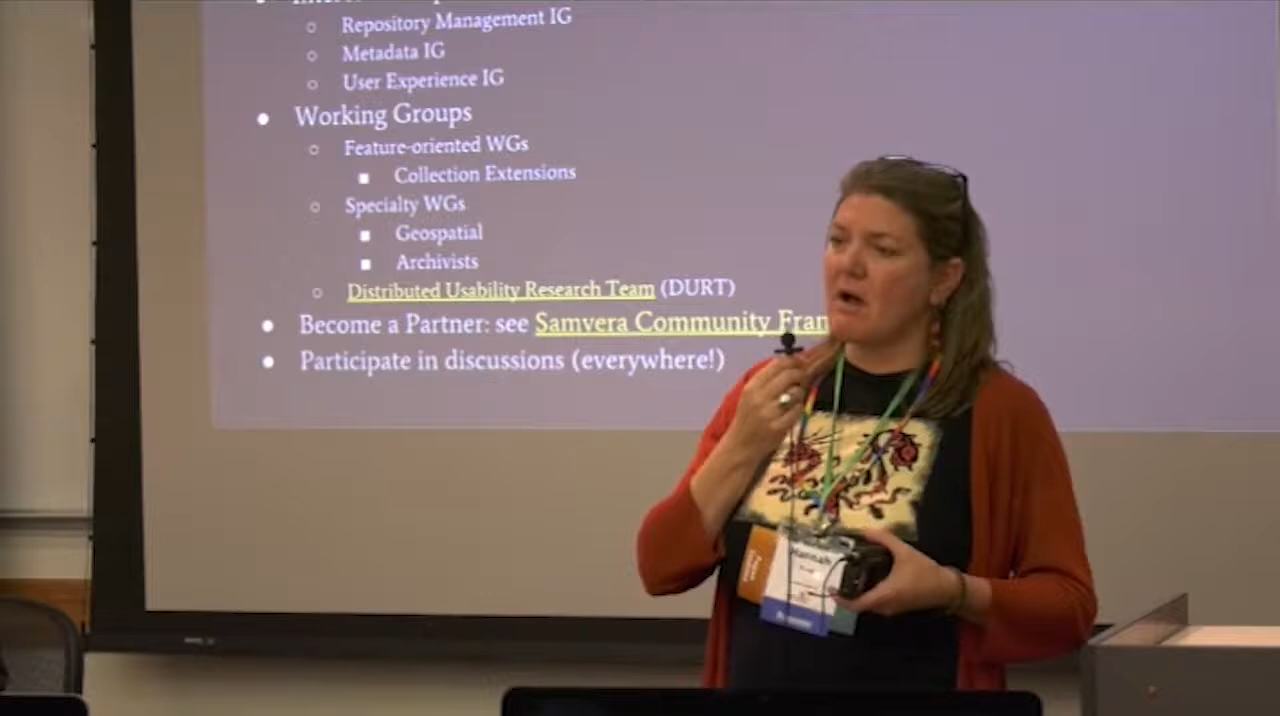 ○ Repository Management IG
○ Metadata IG
○ User Experience IG
● Working Groups
○ Feature-oriented WGs
■ Collection Extensions
○ Specialty WGs
■ Geospatial
■ Archivists
○ Distributed Usability Research Team (DURT)
● Become a Partner: see Samvera Community Fram
● Participate in discussions (everywhere!)
Hannah